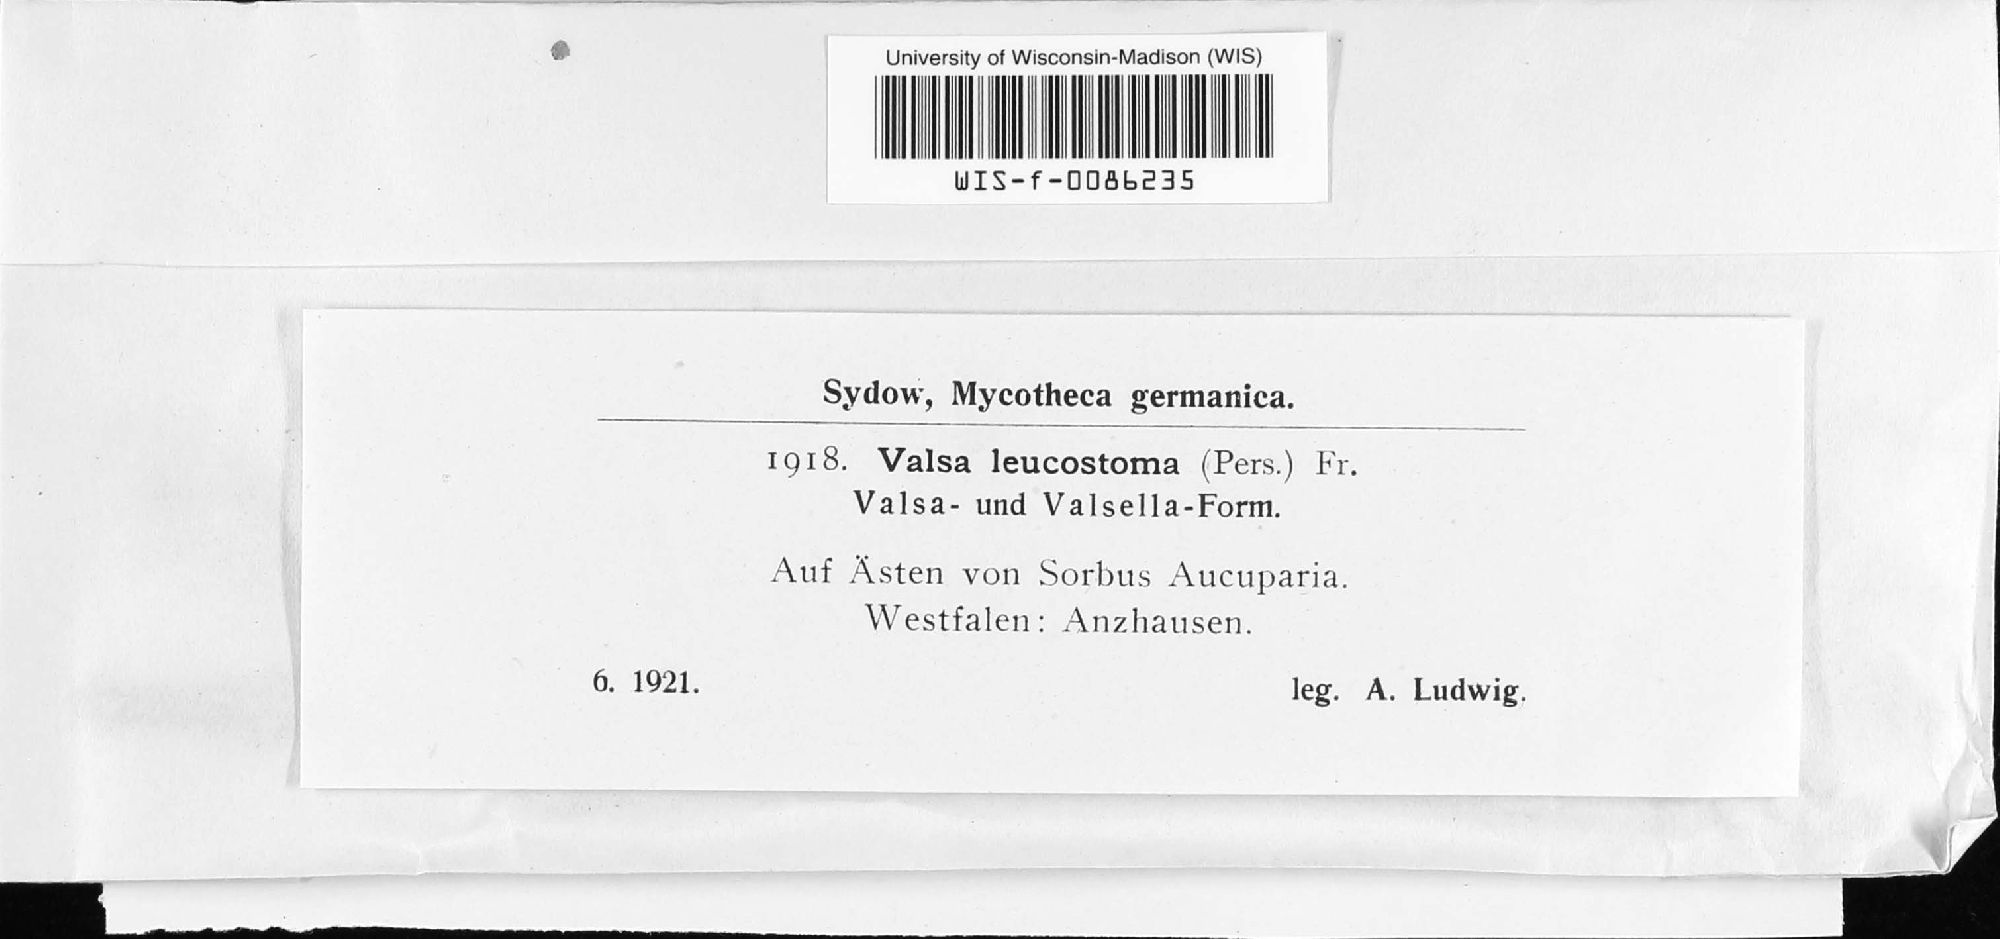 University of Wisconsin-Madison (WIS)
WIS-f-0086235
Sydow, Mycotheca germanica.
1918. Valsa leucostoma (Pers.) Fr.
Valsa- und Valsella-Form.
Auf Ästen von Sorbus Aucuparia.
Westfalen: Anzhausen.
6. 1921.
leg. A. Ludwig.